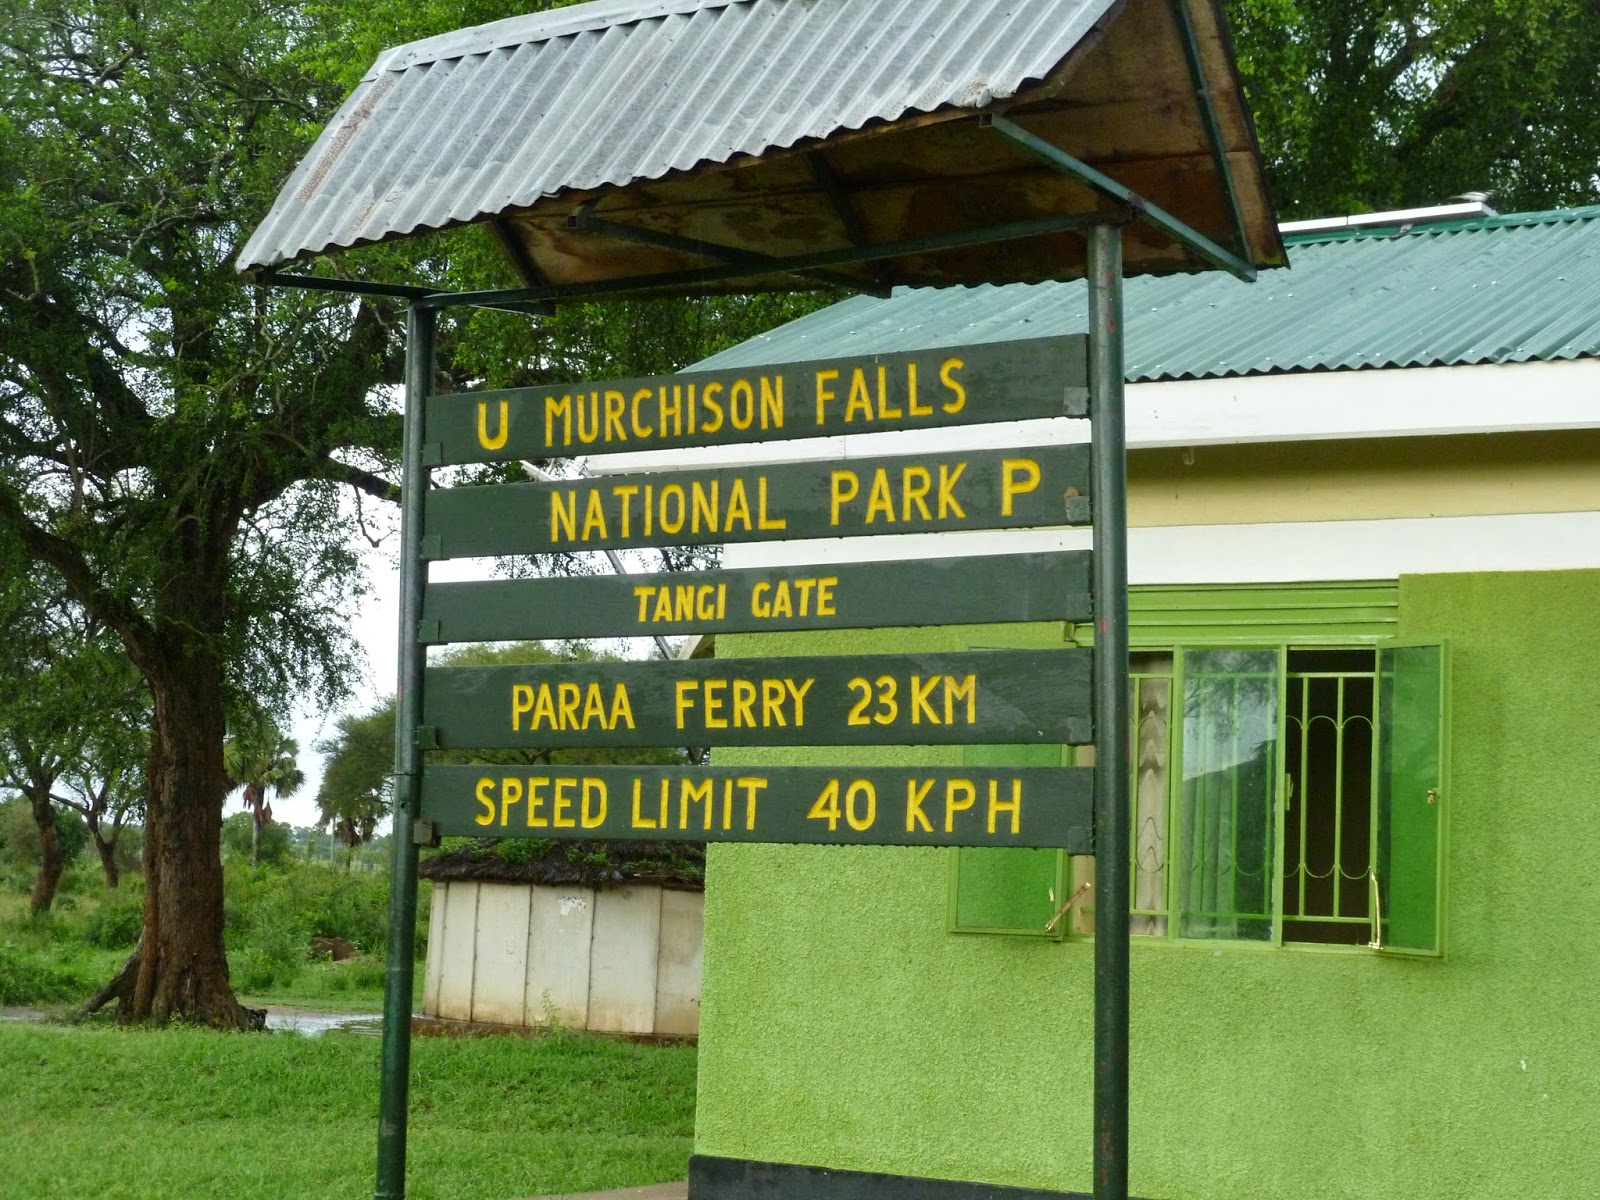 U MURCHISON FALLS
NATIONAL PARK P
TANGI GATE
PARAA FERRY 23 KM
SPEED LIMIT 40 KPH